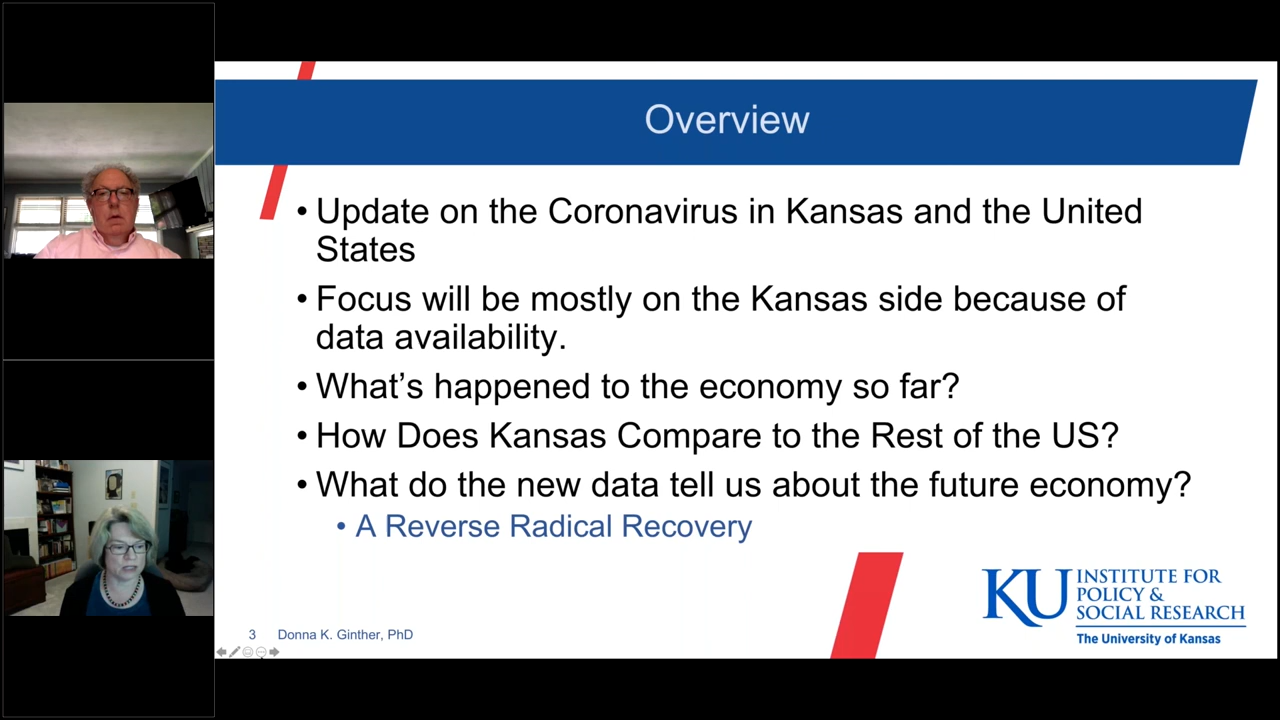 Overview
• Update on the Coronavirus in Kansas and the United
States
• Focus will be mostly on the Kansas side because of
data availability.
• What’s happened to the economy so far?
• How Does Kansas Compare to the Rest of the US?
• What do the new data tell us about the future economy?
• A Reverse Radical Recovery
3 Donna K. Ginther, PhD
KU INSTITUTE FOR
POLICY &
SOCIAL RESEARCH
The University of Kansas